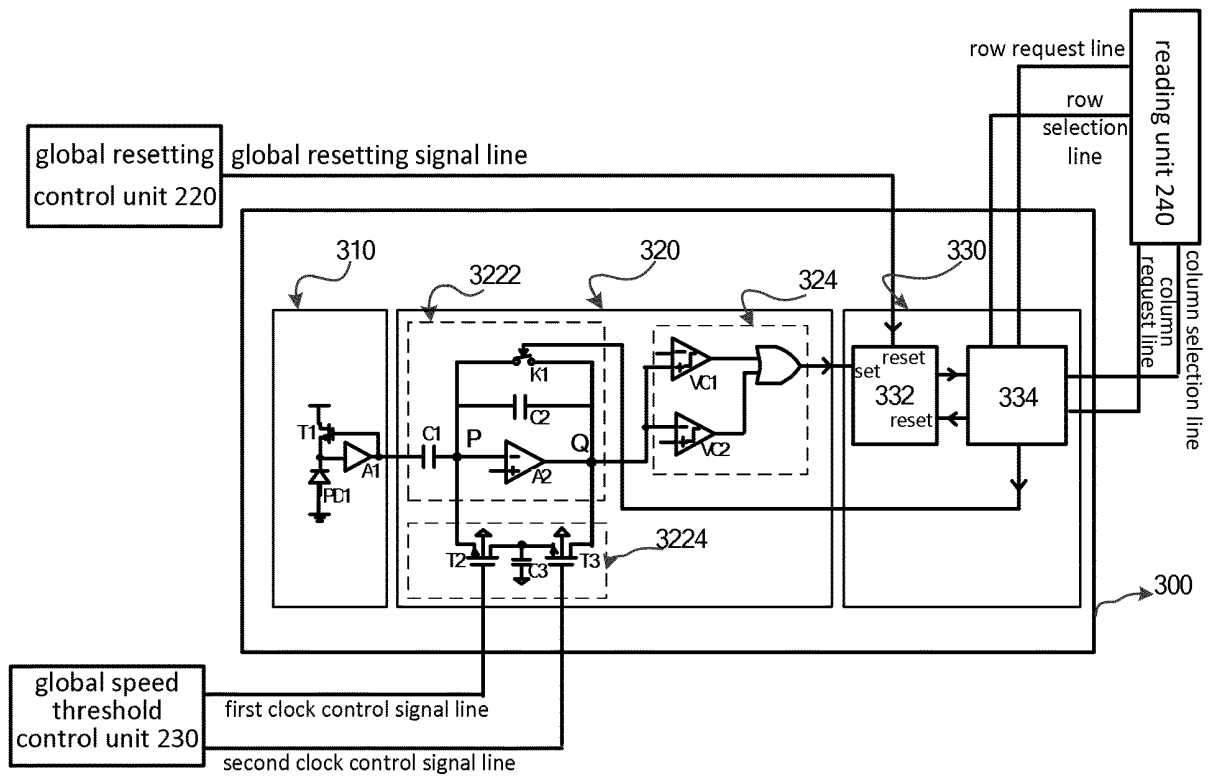 row request line
row
selection
line
reading unit 240
global resetting
control unit 220
global resetting signal line
column
request line
column selection line
310
3222
320
324
330
K1
C2
VC1
reset
set
332
334
reset
T1
A1
PD1
C1
P
Q
A2
VC2
T2
C3
T3
3224
300
global speed
threshold
control unit 230
first clock control signal line
second clock control signal line